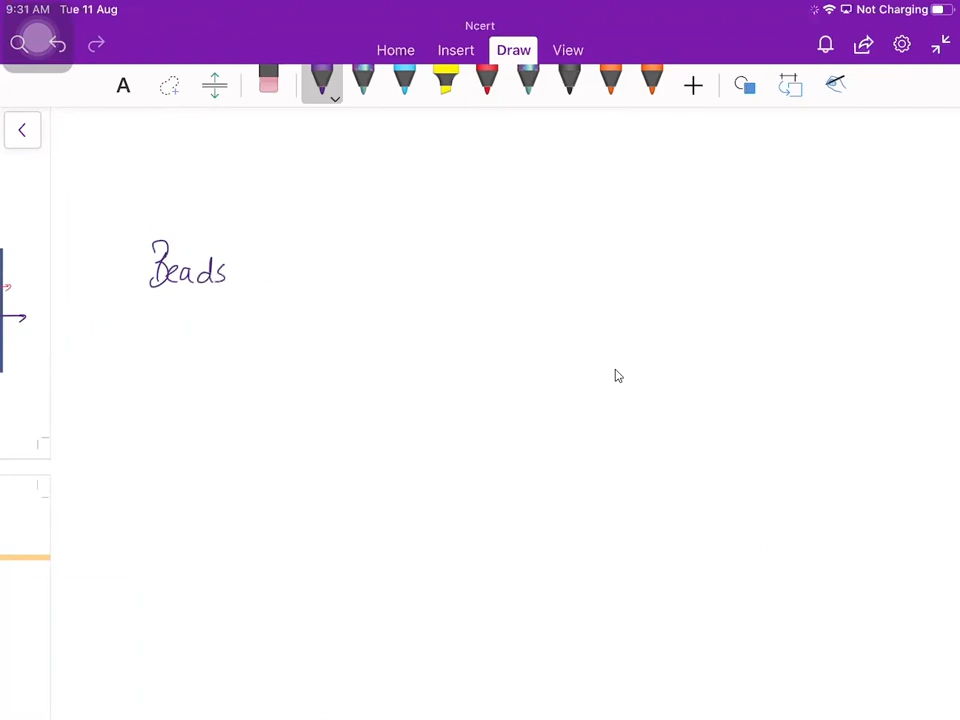 9:31 AM Tue 11 Aug
Not Charging
Ncert
Home Insert Draw View
A
Beads